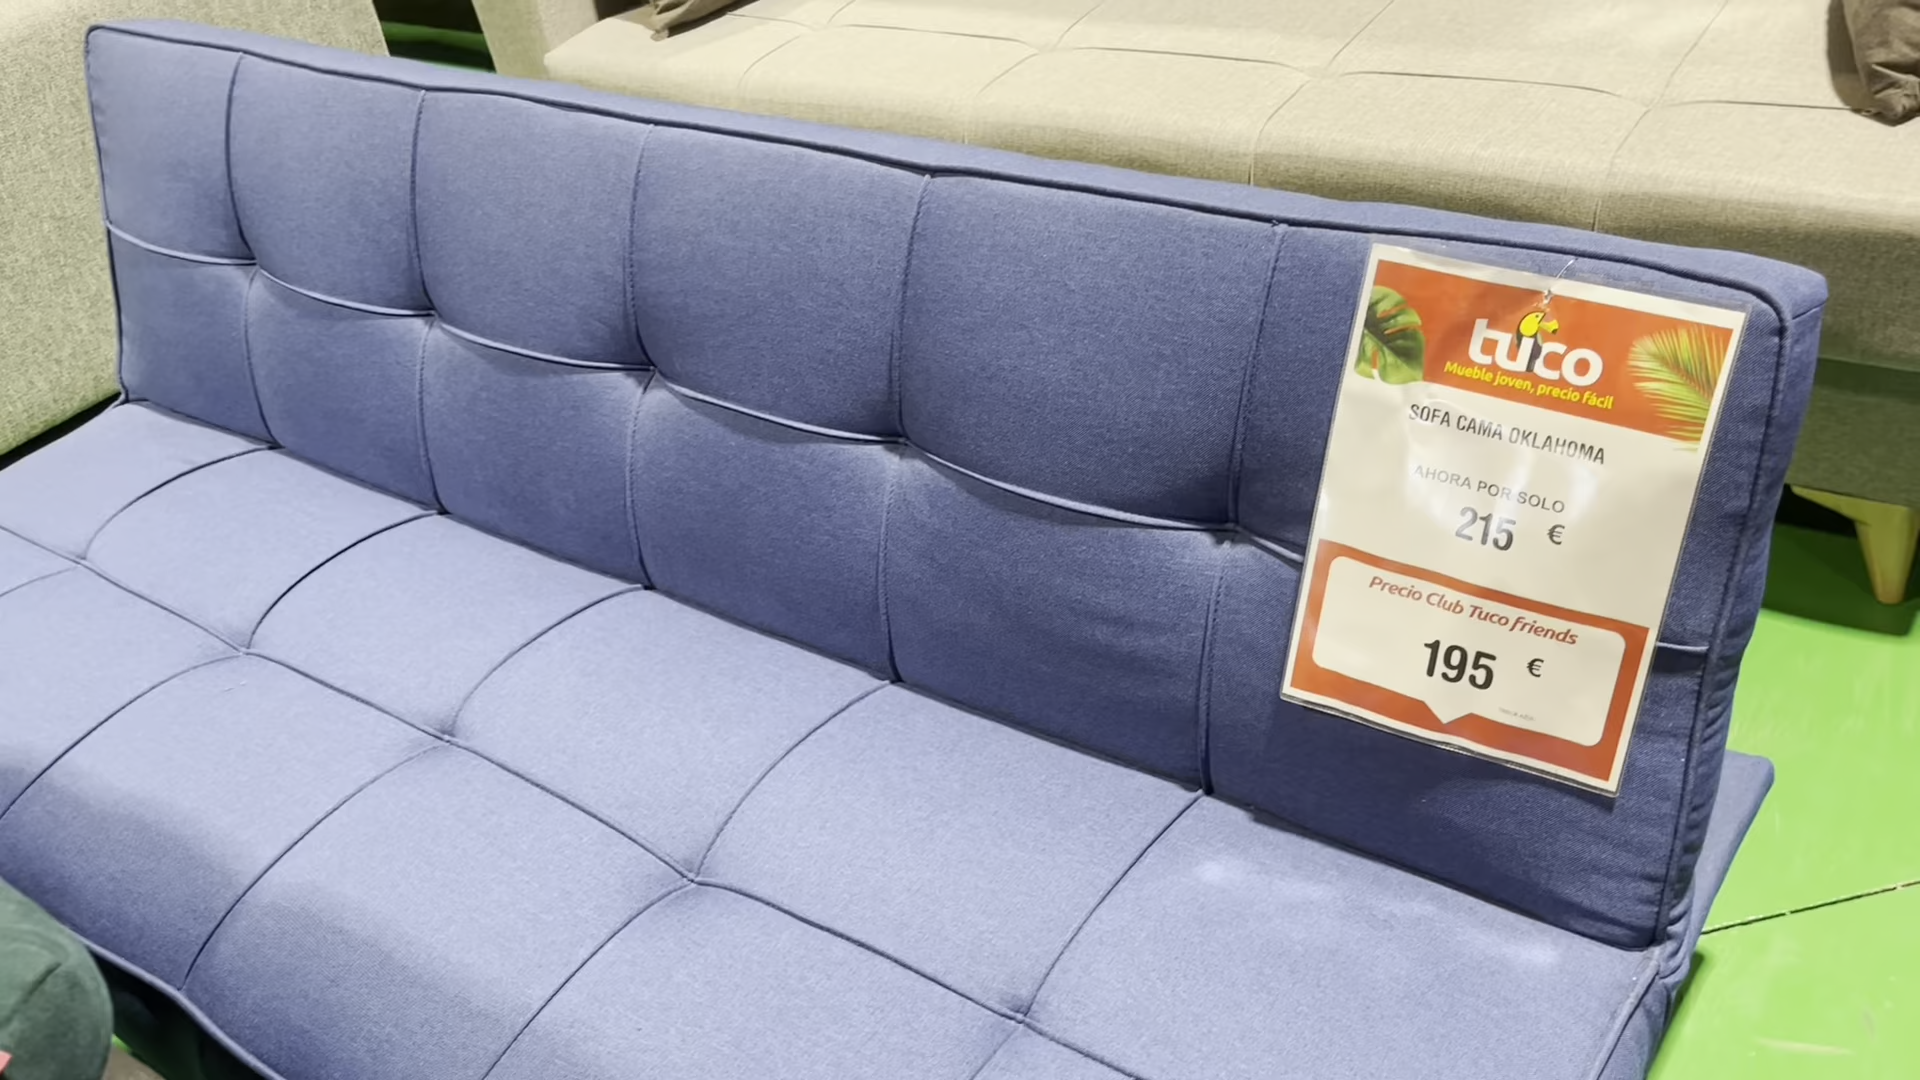 tuco
Mueble joven, precio fácil
SOFA CAMA OKLAHOMA
AHORA POR SOLO
215 €
Precio Club Tuco friends
195 €